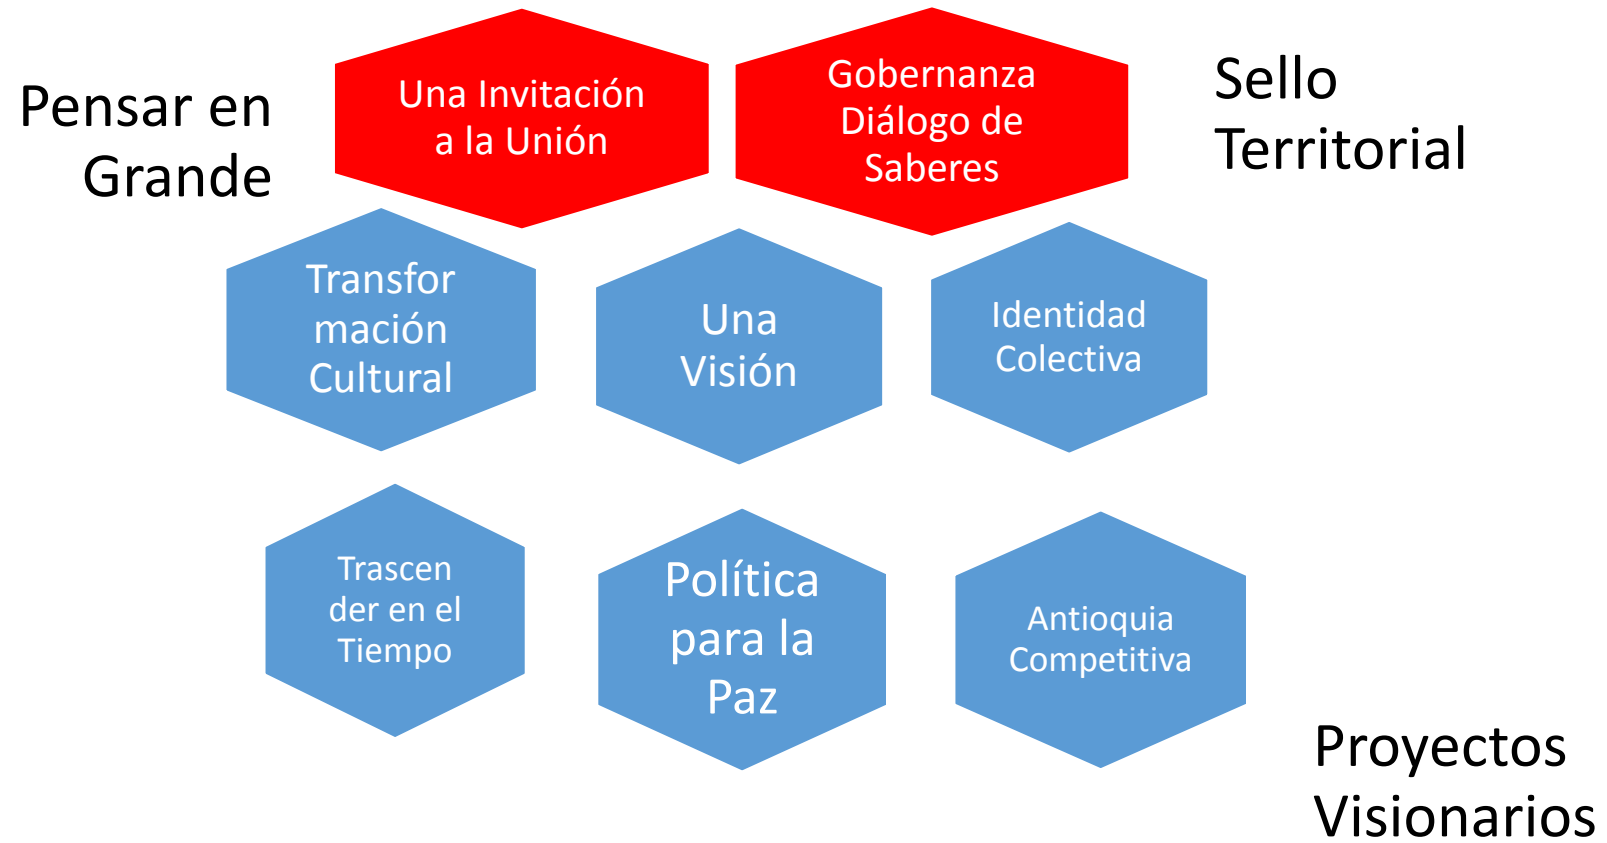 Pensar en
Grande
Una Invitación
a la Unión
Gobernanza
Diálogo de
Saberes
Sello
Territorial
Transfor
mación
Cultural
Una
Visión
Identidad
Colectiva
Trascen
der en el
Tiempo
Política
para la
Paz
Antioquia
Competitiva
Proyectos
Visionarios